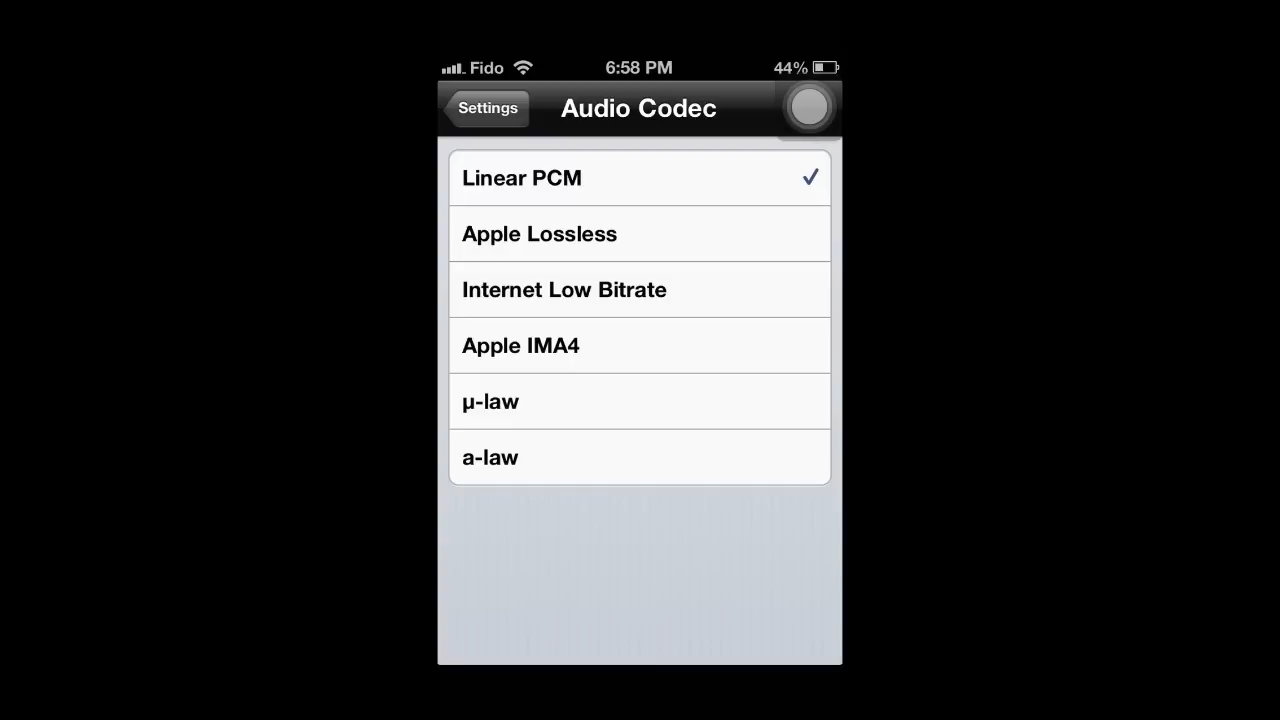 Fido 6:58 PM 44%
Settings Audio Codec
Linear PCM
Apple Lossless
Internet Low Bitrate
Apple IMA4
µ-law
a-law